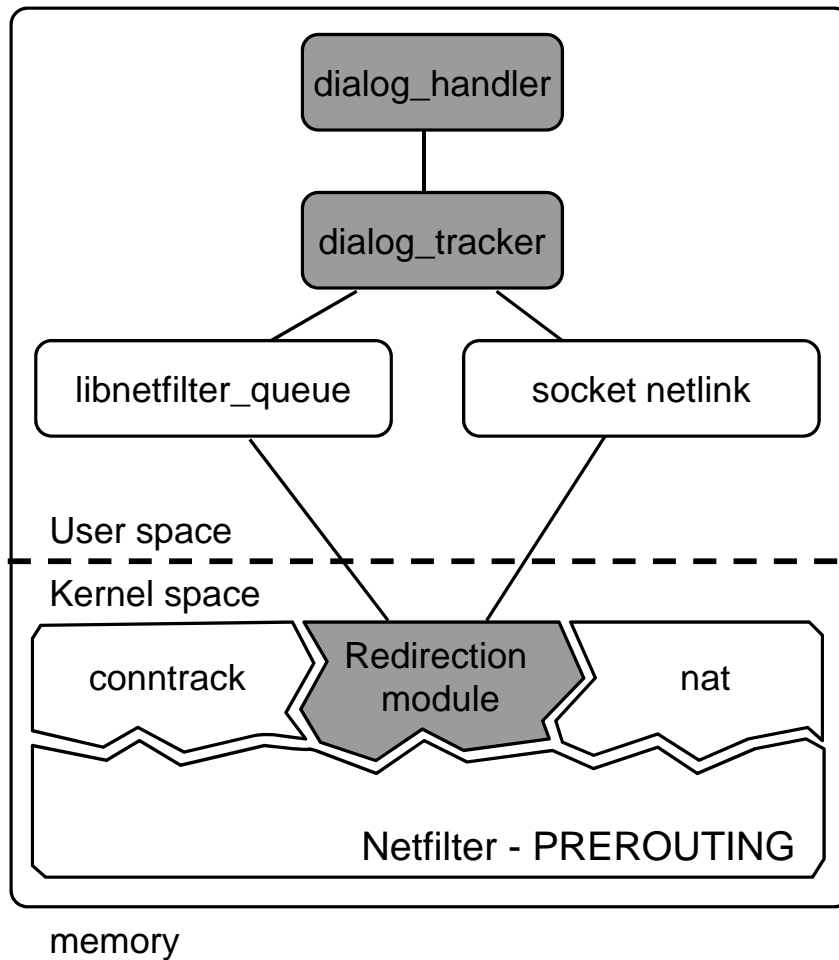 dialog_handler
dialog_tracker
libnetfilter_queue
socket netlink
User space
Kernel space
conntrack
Redirection
module
nat
Netfilter - PREROUTING
memory